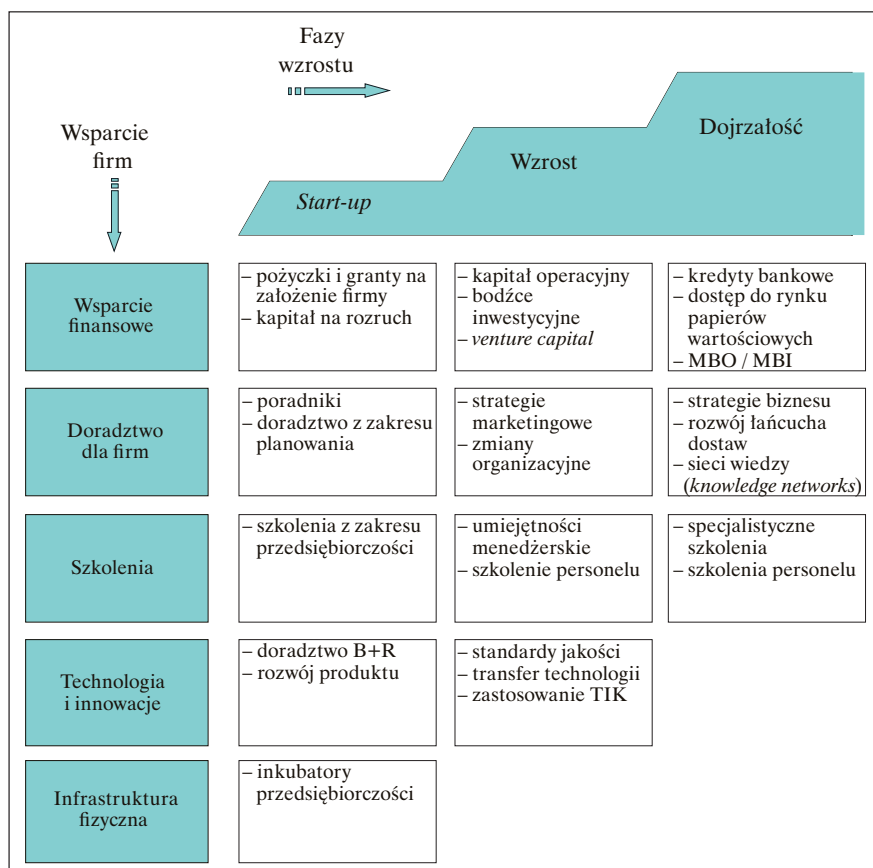 Fazy
wzrostu
Wsparcie
firm
Start-up
Wzrost
Dojrzałość
Wsparcie
finansowe
– pożyczki i granty na
założenie firmy
– kapitał na rozruch
– kapitał operacyjny
– bodźce
inwestycyjne
– venture capital
– kredyty bankowe
– dostęp do rynku
papierów
wartościowych
– MBO / MBI
Doradztwo
dla firm
– poradniki
– doradztwo z zakresu
planowania
– strategie
marketingowe
– zmiany
organizacyjne
– strategie biznesu
– rozwój łańcucha
dostaw
– sieci wiedzy
(knowledge networks)
Szkolenia
– szkolenia z zakresu
przedsiębiorczości
– umiejętności
menedżerskie
– szkolenie personelu
– specjalistyczne
szkolenia
– szkolenia personelu
Technologia
i innowacje
– doradztwo B+R
– rozwój produktu
– standardy jakości
– transfer technologii
– zastosowanie TIK
Infrastruktura
fizyczna
– inkubatory
przedsiębiorczości